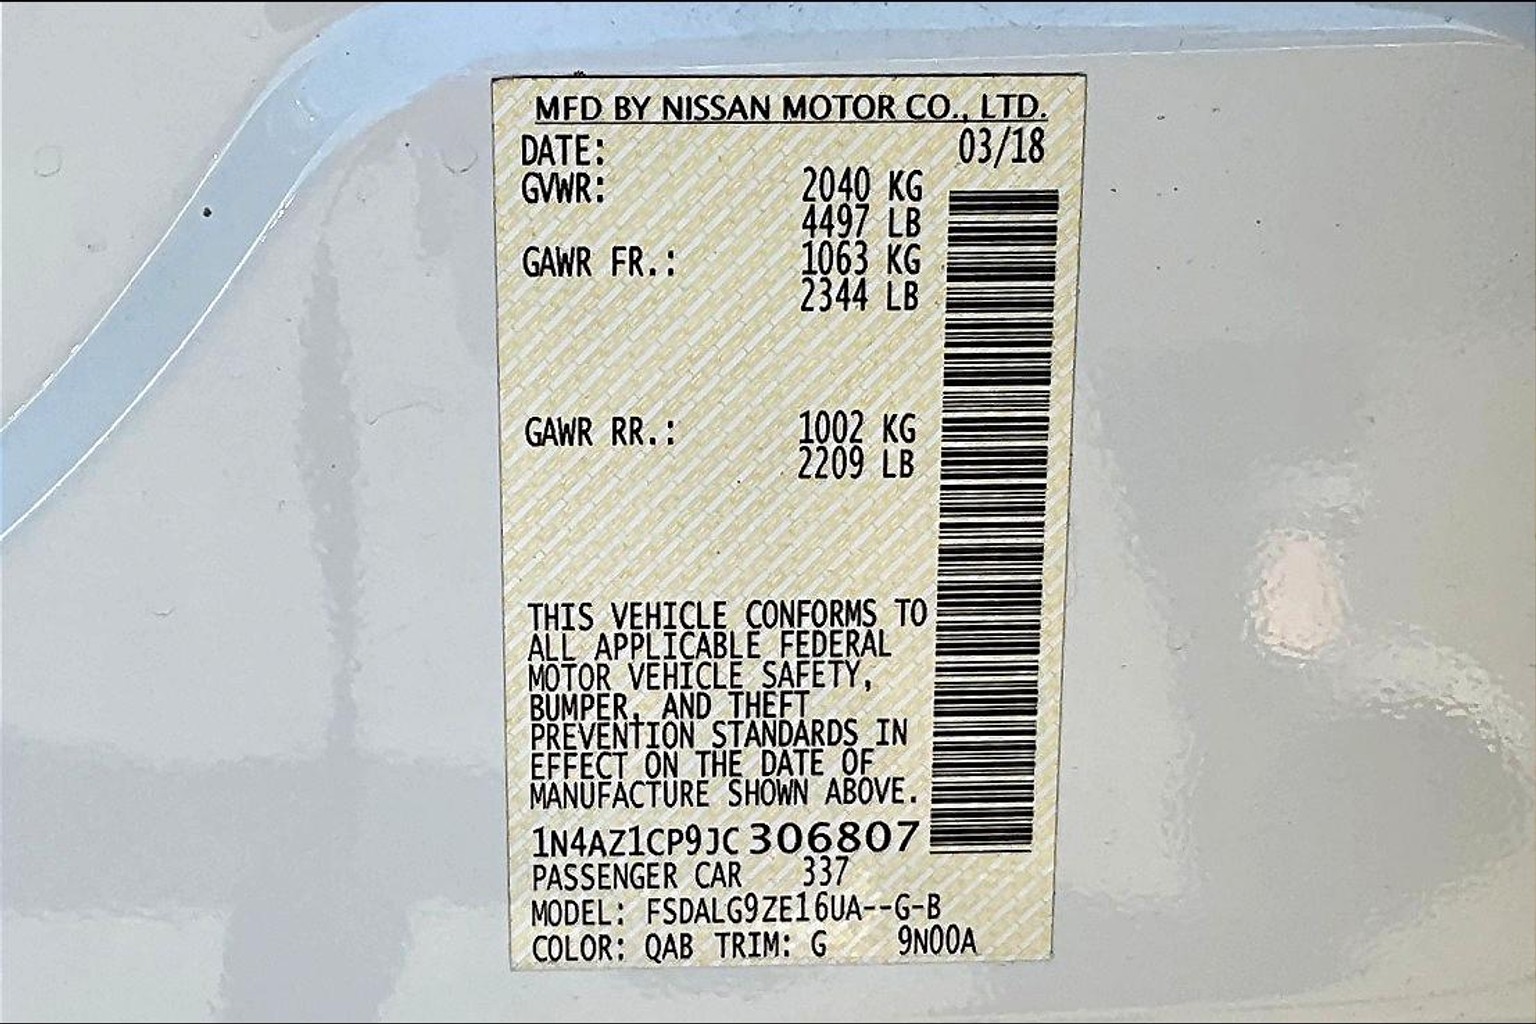 MFD BY NISSAN MOTOR CO., LTD.
DATE: 03/18
GVWR: 2040 KG
4497 LB
GAWR FR.: 1063 KG
2344 LB
GAWR RR.: 1002 KG
2209 LB
THIS VEHICLE CONFORMS TO
ALL APPLICABLE FEDERAL
MOTOR VEHICLE SAFETY,
BUMPER, AND THEFT
PREVENTION STANDARDS IN
EFFECT ON THE DATE OF
MANUFACTURE SHOWN ABOVE.
1N4AZ1CP9JC306807
PASSENGER CAR 337
MODEL: FSDALG9ZE16UA--G-B
COLOR: QAB TRIM: G 9N00A